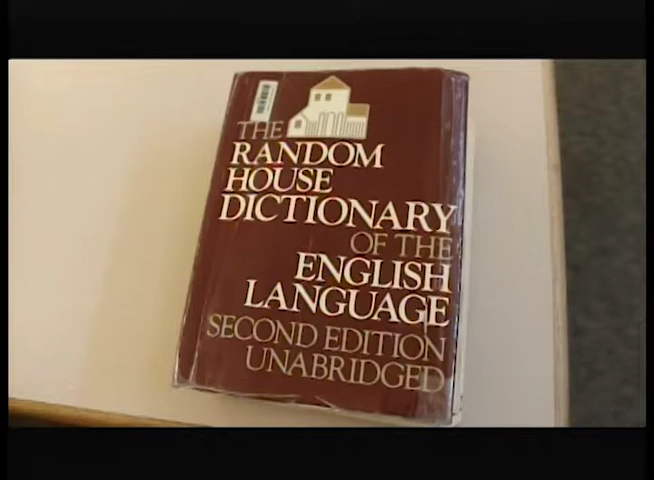 THE
RANDOM
HOUSE
DICTIONARY
OF THE
ENGLISH
LANGUAGE
SECOND EDITION
UNABRIDGED